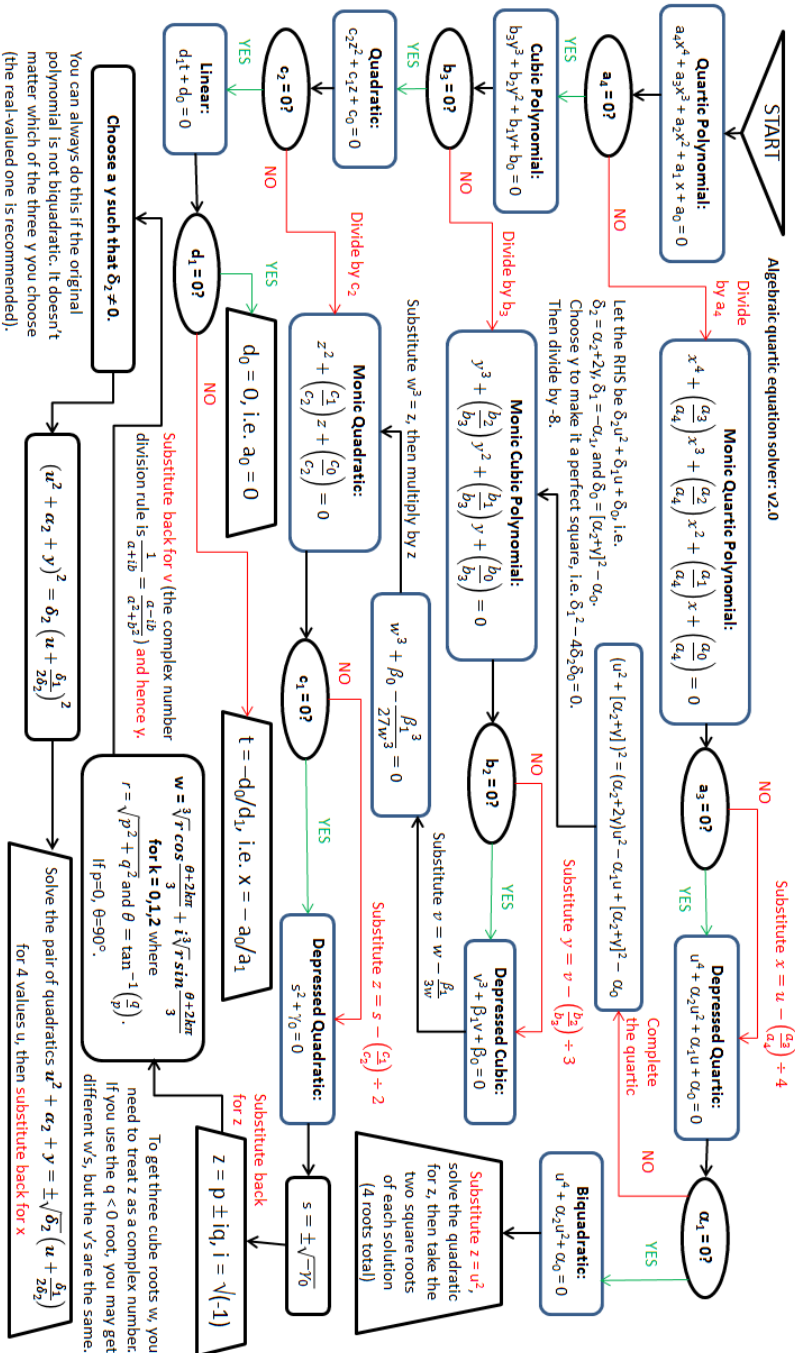 Algebraic quartic equation solver: v2.0
START
Quartic Polynomial:
a₄x⁴ + a₃x³ + a₂x² + a₁x + a₀ = 0
a₄ = 0?
NO
Divide
by a₄
YES
Monic Quartic Polynomial:
x⁴ + (a₃/a₄)x³ + (a₂/a₄)x² + (a₁/a₄)x + (a₀/a₄) = 0
a₃ = 0?
NO
Substitute x = u − (a₃/a₄) ÷ 4
YES
Depressed Quartic:
u⁴ + α₂u² + α₁u + α₀ = 0
α₁ = 0?
YES
NO
Complete
the quartic
Biquadratic:
u⁴ + α₂u² + α₀ = 0
Substitute z = u²,
solve the quadratic
for z, then take the
two square roots
of each solution
(4 roots total)
(u² + [α₂+y])² = (α₂+2y)u² − α₁u + [α₂+y]² − α₀
Let the RHS be δ₂u² + δ₁u + δ₀, i.e.
δ₂ = α₂+2y, δ₁ = −α₁, and δ₀ = [α₂+y]² − α₀.
Choose y to make it a perfect square, i.e. δ₁² − 4δ₂δ₀ = 0.
Then divide by -8.
Cubic Polynomial:
b₃y³ + b₂y² + b₁y + b₀ = 0
b₃ = 0?
NO
Divide by b₃
YES
Monic Cubic Polynomial:
y³ + (b₂/b₃)y² + (b₁/b₃)y + (b₀/b₃) = 0
b₂ = 0?
NO
Substitute y = v − (b₂/b₃) ÷ 3
YES
Depressed Cubic:
v³ + β₁v + β₀ = 0
Substitute v = w − β₁/3w
w³ + β₀ − β₁³/27w³ = 0
Substitute w³ = z, then multiply by z
Quadratic:
c₂z² + c₁z + c₀ = 0
c₂ = 0?
NO
Divide by c₂
YES
Monic Quadratic:
z² + (c₁/c₂)z + (c₀/c₂) = 0
c₁ = 0?
NO
Substitute z = s − (c₁/c₂) ÷ 2
YES
Depressed Quadratic:
s² + γ₀ = 0
s = ±√−γ₀
Substitute back
for z
z = p ± iq, i = √(-1)
To get three cube roots w, you
need to treat z as a complex number.
If you use the q < 0 root, you may get
different w's, but the v's are the same.
Linear:
d₁t + d₀ = 0
d₁ = 0?
YES
d₀ = 0, i.e. a₀ = 0
NO
t = −d₀/d₁, i.e. x = − a₀/a₁
w = ∛r cos (θ+2kπ)/3 + i∛r sin (θ+2kπ)/3
for k = 0,1,2 where
r = √p² + q² and θ = tan⁻¹(q/p).
If p=0, θ=90°.
Substitute back for v (the complex number
division rule is 1/(a+ib) = (a−ib)/(a²+b²)) and hence y.
Choose a y such that δ₂ ≠ 0.
You can always do this if the original
polynomial is not biquadratic. It doesn't
matter which of the three y you choose
(the real-valued one is recommended).
(u² + α₂ + y)² = δ₂ (u + δ₁/2δ₂)²
Solve the pair of quadratics u² + α₂ + y = ±√δ₂ (u + δ₁/2δ₂)
for 4 values u, then substitute back for x